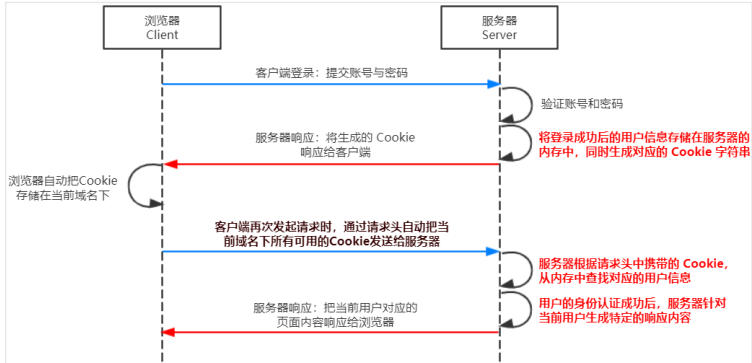 浏览器
Client
服务器
Server
客户端登录：提交账号与密码
验证账号和密码
服务器响应：将生成的 Cookie
响应给客户端
将登录成功后的用户信息存储在服务器的
内存中，同时生成对应的 Cookie 字符串
浏览器自动把Cookie
存储在当前域名下
客户端再次发起请求时，通过请求头自动把当
前域名下所有可用的Cookie发送给服务器
服务器根据请求头中携带的 Cookie，
从内存中查找对应的用户信息
用户的身份认证成功后，服务器针对
当前用户生成特定的响应内容
服务器响应：把当前用户对应的
页面内容响应给浏览器